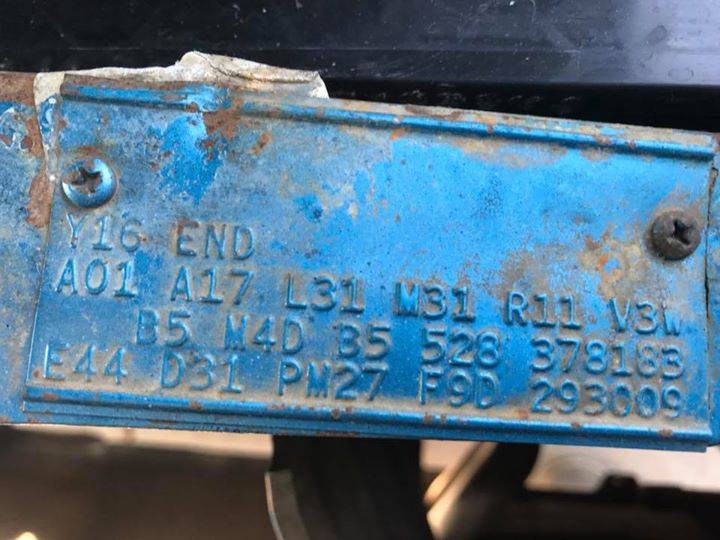 Y16 END
A01 A17 L31 M31 R11 V3W
B5 M4D B5 528 378183
E44 D31 PM27 F9D 293009